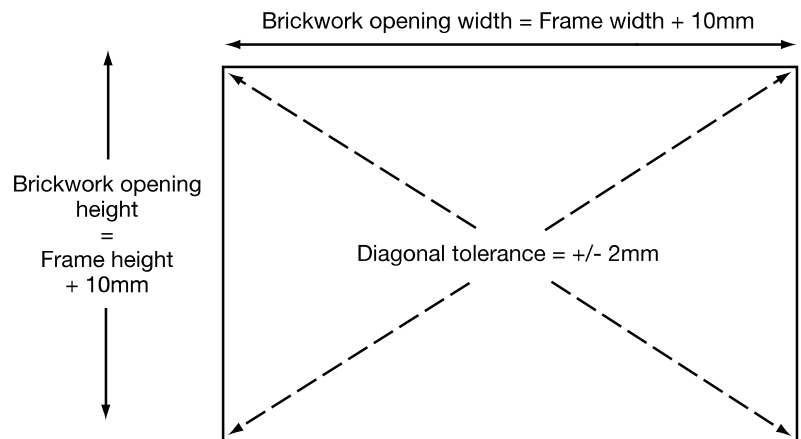 Brickwork opening width = Frame width + 10mm
Brickwork opening
height
=
Frame height
+ 10mm
Diagonal tolerance = +/- 2mm